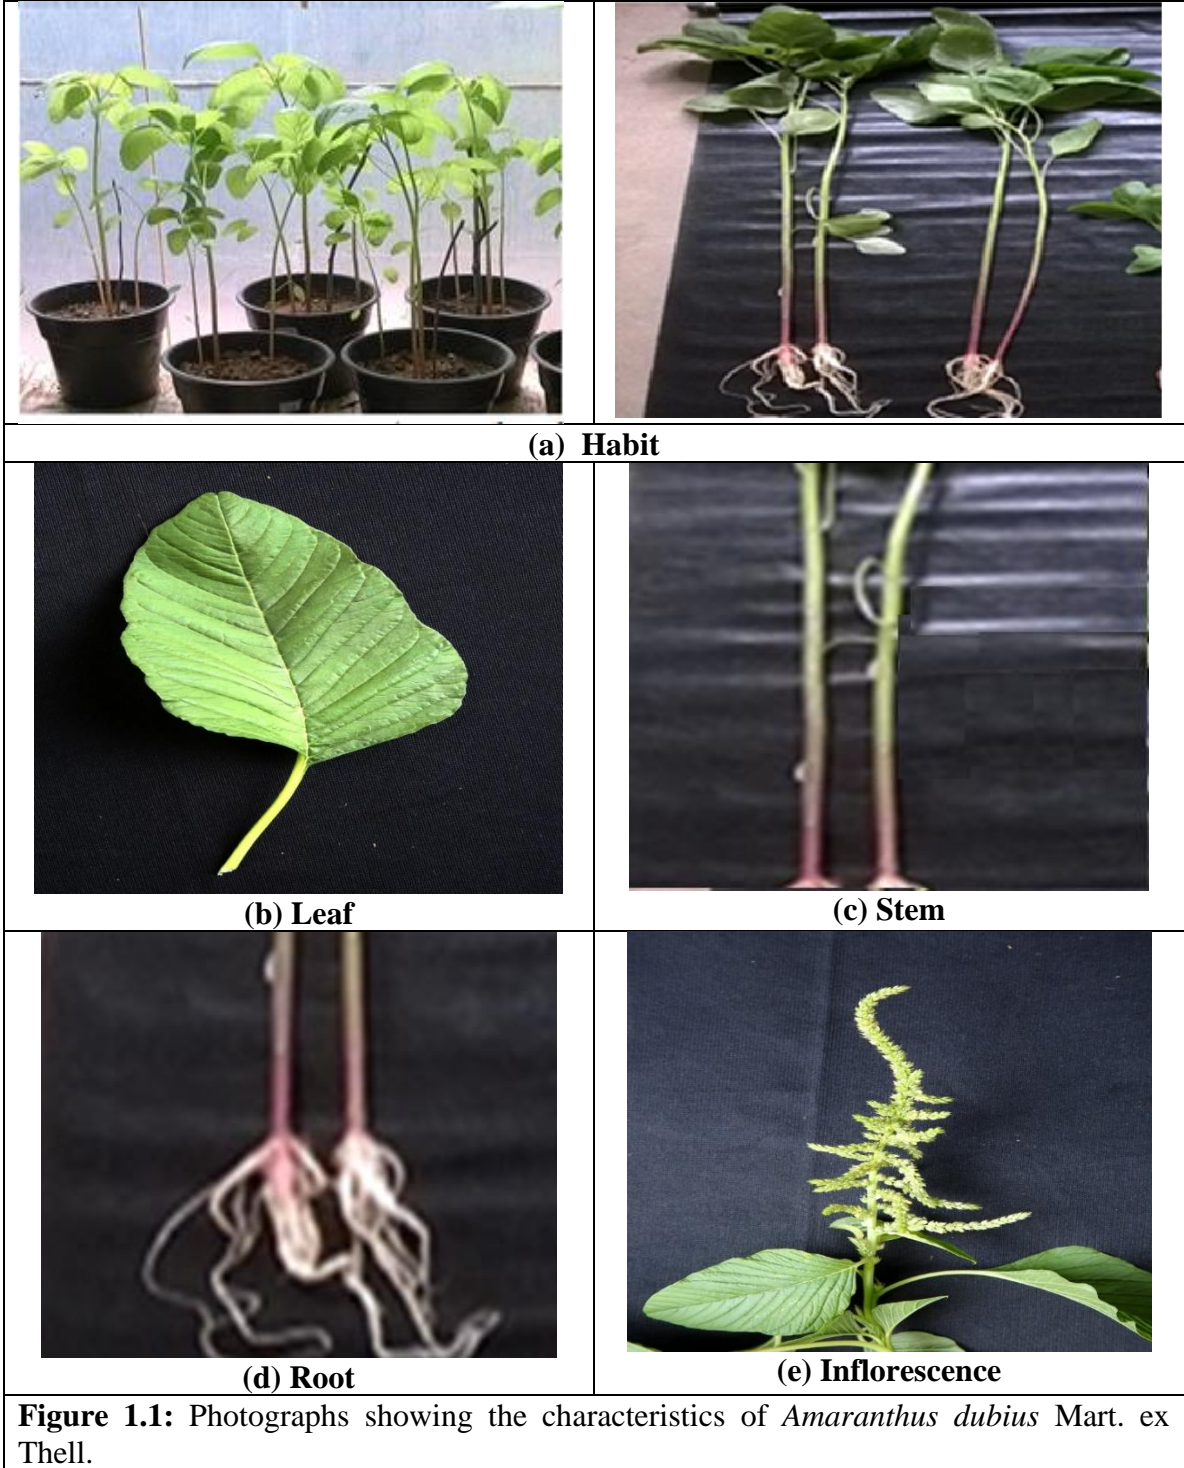 (a) Habit
(b) Leaf
(c) Stem
(d) Root
(e) Inflorescence
Figure 1.1: Photographs showing the characteristics of Amaranthus dubius Mart. ex
Thell.